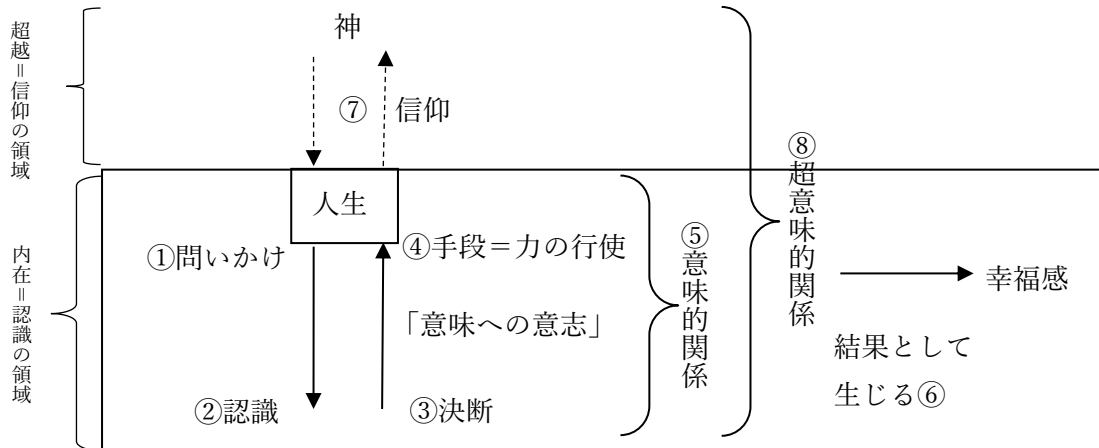 神
超越＝信仰の領域
⑦
信仰
人生
①問いかけ
④手段＝力の行使
「意味への意志」
②認識
③決断
内在＝認識の領域
⑤意味的関係
⑧超意味的関係
幸福感
結果として
生じる⑥